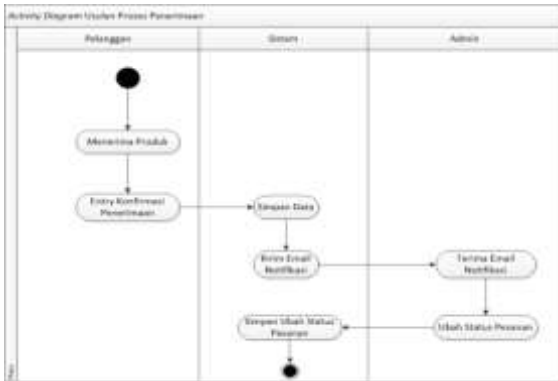 Activity Diagram Usulan Proses Penerimaan
Pelanggan
Sistem
Admin
Menerima Produk
Entry Konfirmasi
Penerimaan
Simpan Data
Kirim Email
Notifikasi
Terima Email
Notifikasi
Ubah Status Pesanan
Simpan Ubah Status
Pesanan